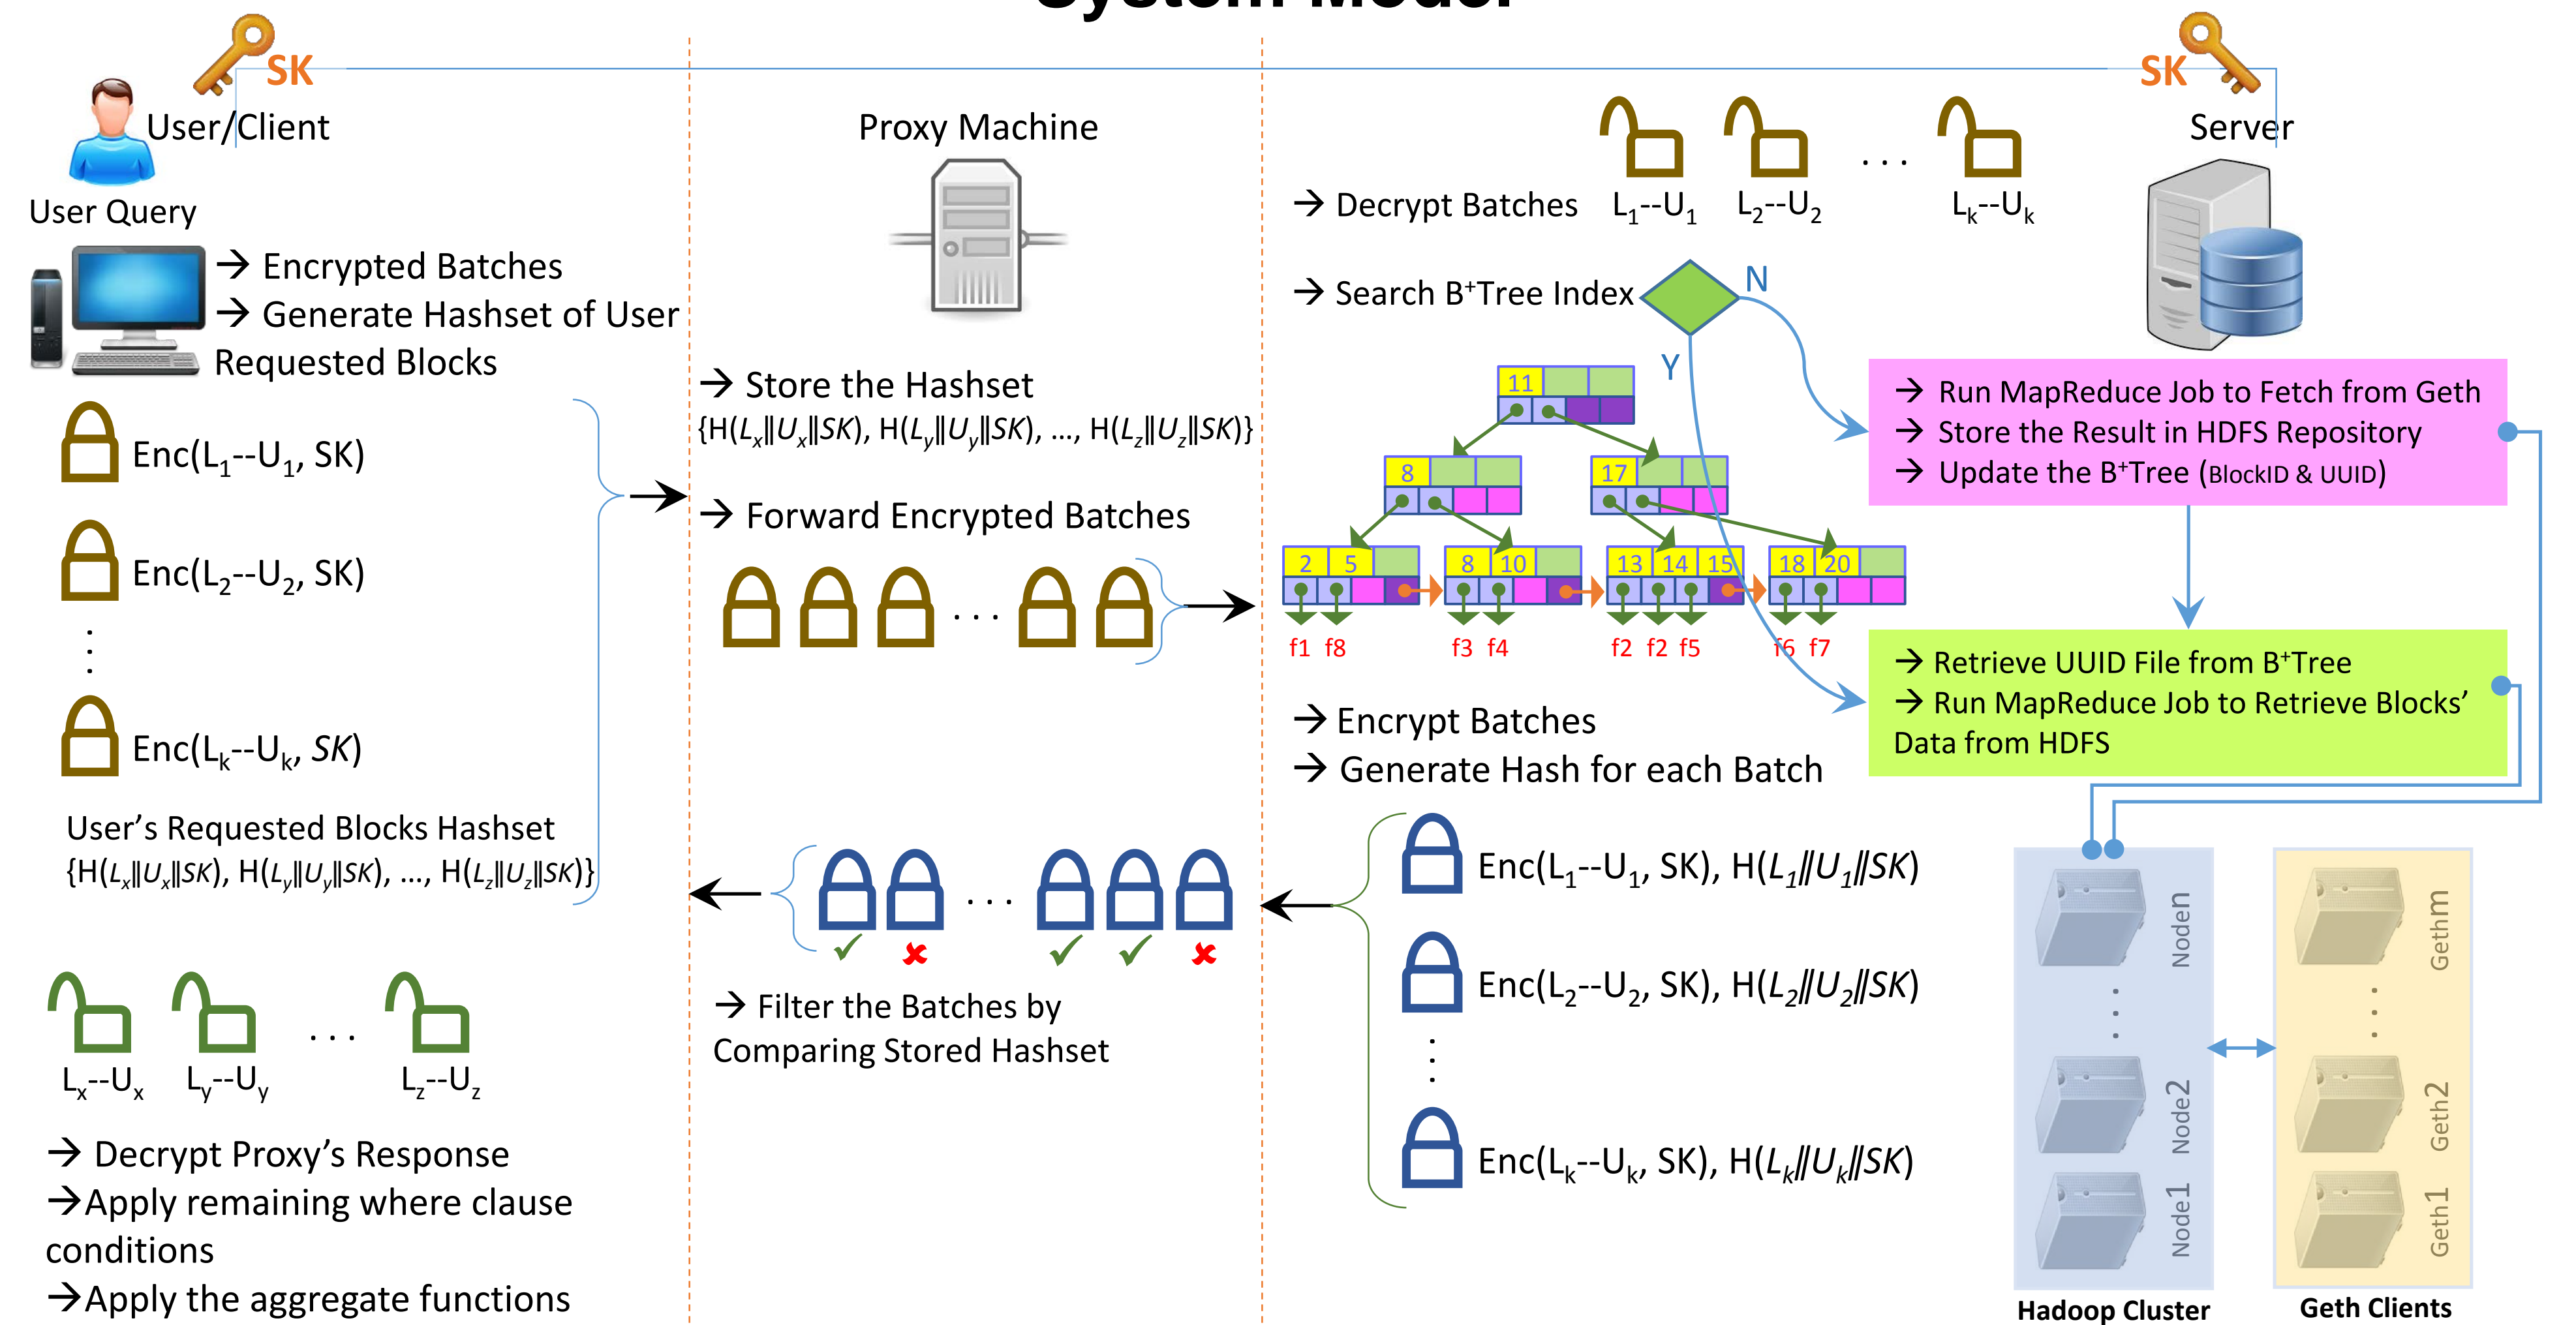 System Model
SK
User/Client
User Query
→ Encrypted Batches
→ Generate Hashset of User
Requested Blocks
Enc(L1--U1, SK)
Enc(L2--U2, SK)
⋮
Enc(Lk--Uk, SK)
User's Requested Blocks Hashset
{H(Lx‖Ux‖SK), H(Ly‖Uy‖SK), ..., H(Lz‖Uz‖SK)}
Lx--Ux Ly--Uy . . . Lz--Uz
→ Decrypt Proxy's Response
→Apply remaining where clause
conditions
→Apply the aggregate functions
Proxy Machine
→ Store the Hashset
{H(Lx‖Ux‖SK), H(Ly‖Uy‖SK), ..., H(Lz‖Uz‖SK)}
→ Forward Encrypted Batches
. . .
. . .
→ Filter the Batches by
Comparing Stored Hashset
SK
Server
. . .
→ Decrypt Batches L1--U1 L2--U2 Lk--Uk
→ Search B+Tree Index
N
Y
11
8 17
2 5 8 10 13 14 15 18 20
f1 f8 f3 f4 f2 f2 f5 f6 f7
→ Run MapReduce Job to Fetch from Geth
→ Store the Result in HDFS Repository
→ Update the B+Tree (BlockID & UUID)
→ Retrieve UUID File from B+Tree
→ Run MapReduce Job to Retrieve Blocks'
Data from HDFS
→ Encrypt Batches
→ Generate Hash for each Batch
Enc(L1--U1, SK), H(L1‖U1‖SK)
Enc(L2--U2, SK), H(L2‖U2‖SK)
⋮
Enc(Lk--Uk, SK), H(Lk‖Uk‖SK)
Noden
⋮
Node2
Node1
Hadoop Cluster
Gethm
⋮
Geth2
Geth1
Geth Clients